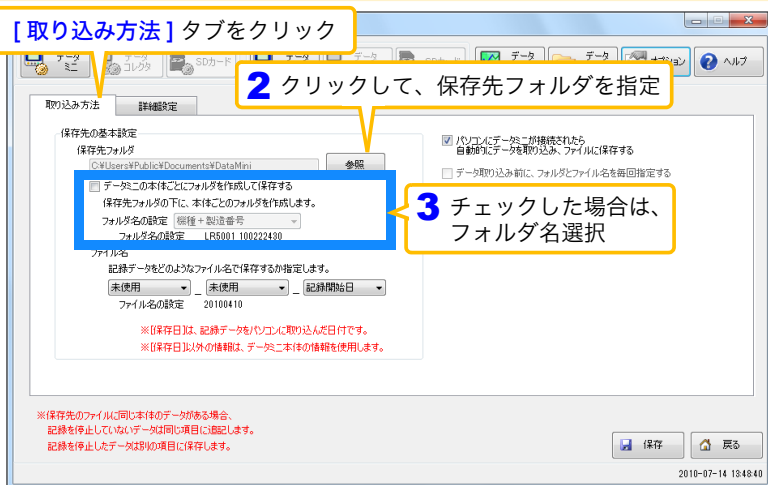 [ 取り込み方法 ] タブをクリック
データ
ミニ
データ
コレクタ
SDカード
データ
データ
SDカード
データ
データ
オプション
ヘルプ
2 クリックして、保存先フォルダを指定
取り込み方法
詳細設定
保存先の基本設定
保存先フォルダ
C:¥Users¥Public¥Documents¥DataMini
参照
データミニの本体ごとにフォルダを作成して保存する
保存先フォルダの下に、本体ごとのフォルダを作成します。
フォルダ名の設定 機種+製造番号
フォルダ名の設定 LR5001 100222430
3 チェックした場合は、
フォルダ名選択
パソコンにデータミニが接続されたら
自動的にデータを取り込み、ファイルに保存する
データ取り込み前に、フォルダとファイル名を毎回指定する
ファイル名
記録データをどのようなファイル名で保存するか指定します。
未使用 _ 未使用 _ 記録開始日
ファイル名の設定 20100410
※[保存日]は、記録データをパソコンに取り込んだ日付です。
※[保存日]以外の情報は、データミニ本体の情報を使用します。
※保存先のファイルに同じ本体のデータがある場合、
記録を停止していないデータは同じ項目に追記します。
記録を停止したデータは別の項目に保存します。
保存
戻る
2010-07-14 13:48:40